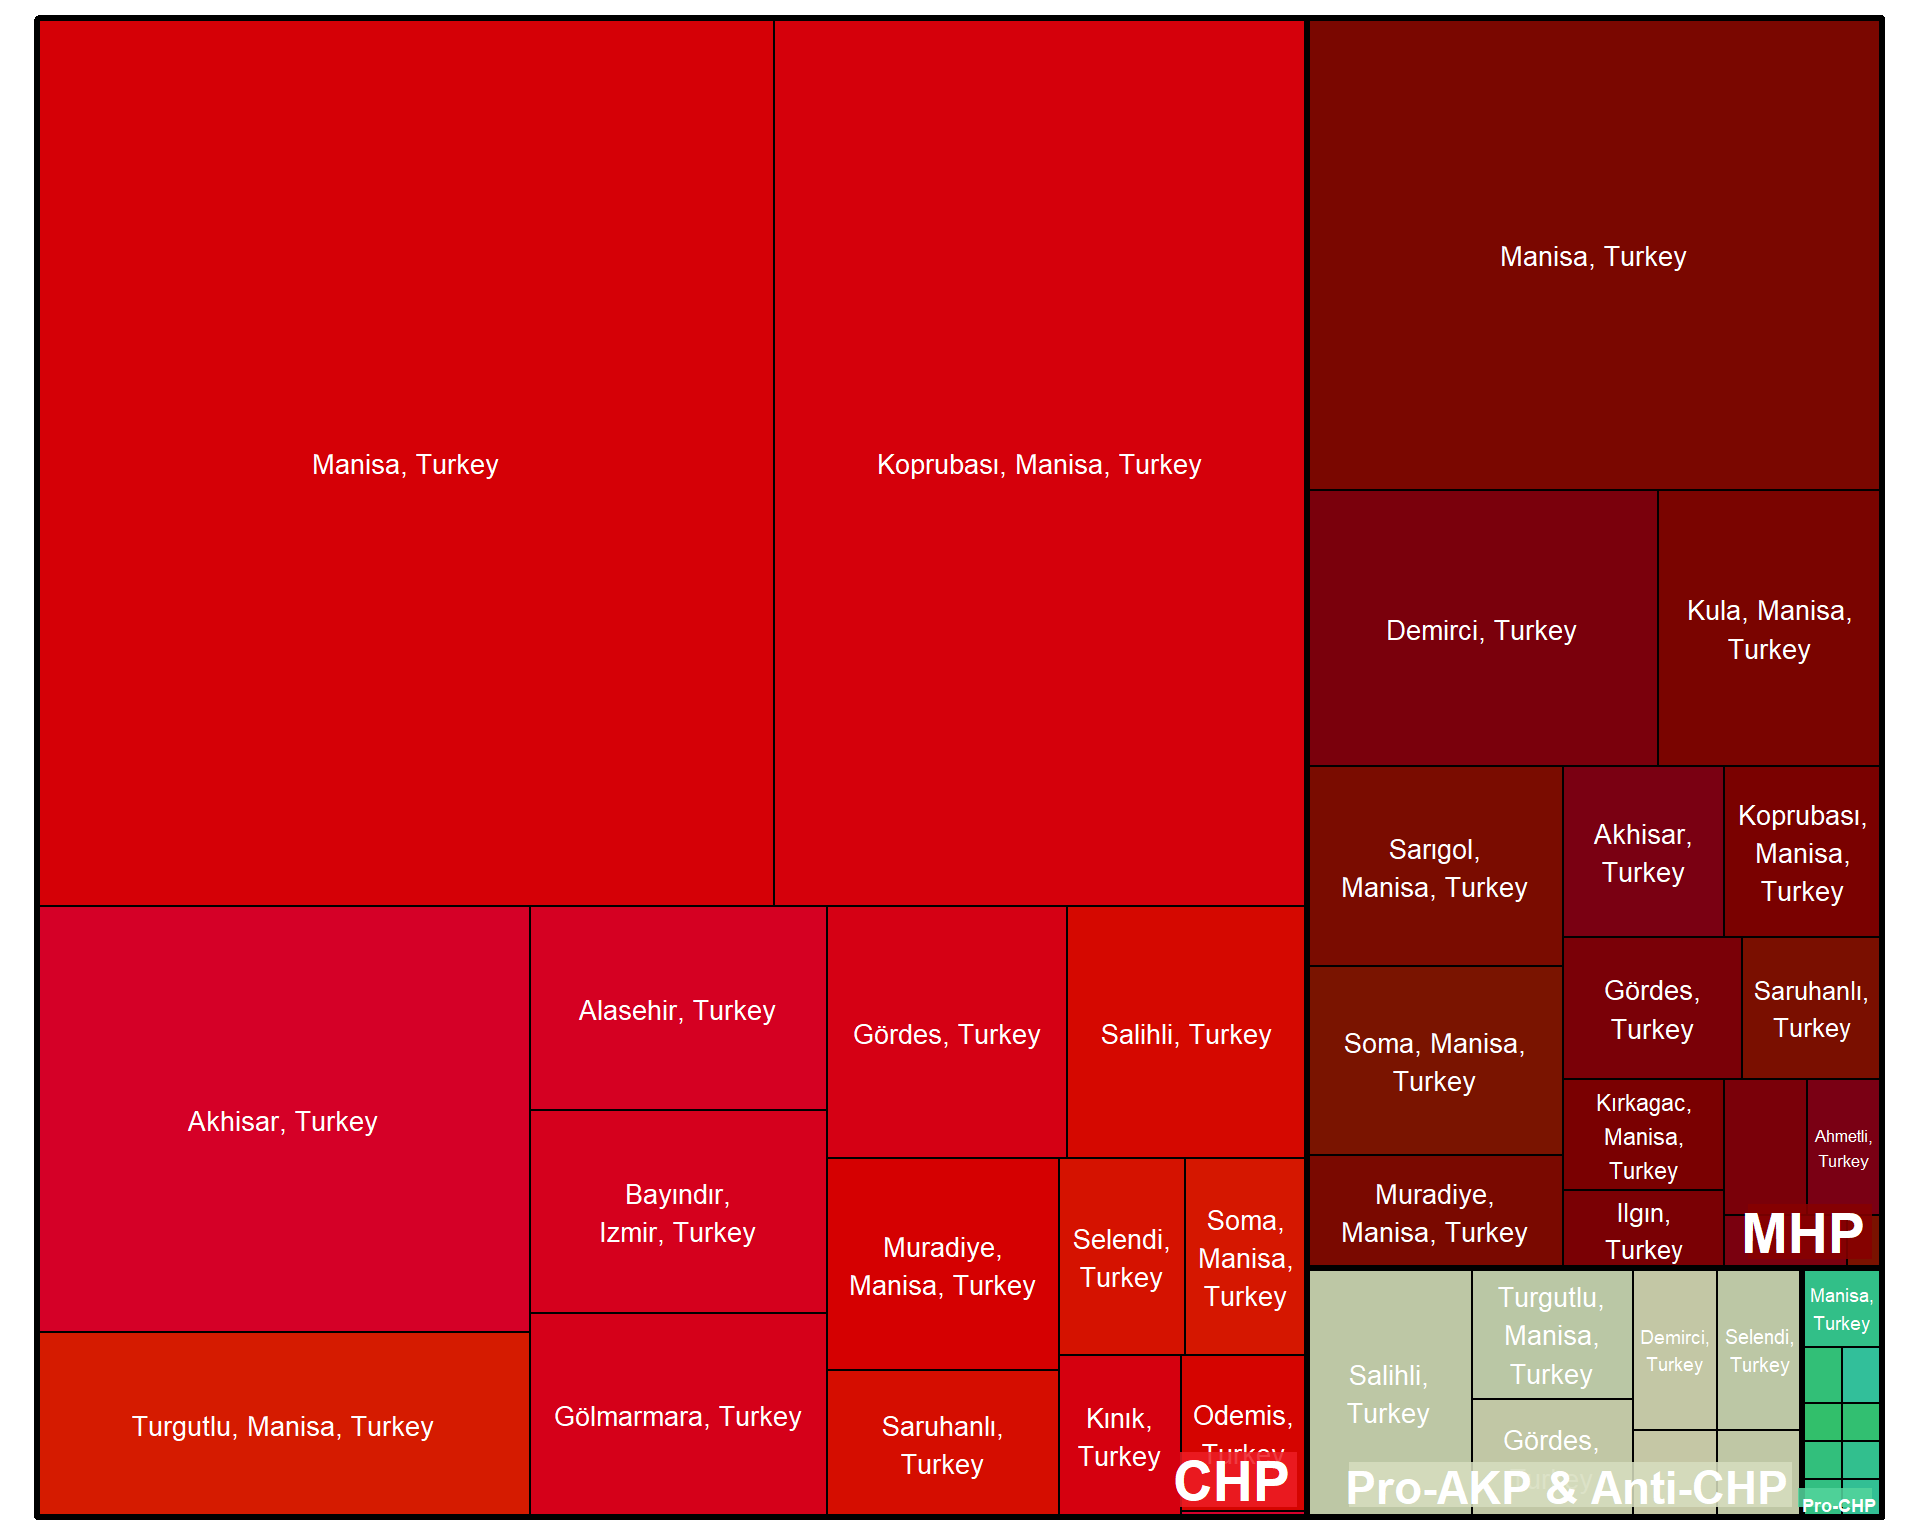 Manisa, Turkey
Koprubası, Manisa, Turkey
Akhisar, Turkey
Turgutlu, Manisa, Turkey
Alasehir, Turkey
Bayındır,
Izmir, Turkey
Gölmarmara, Turkey
Gördes, Turkey
Salihli, Turkey
Muradiye,
Manisa, Turkey
Saruhanlı,
Turkey
Selendi,
Turkey
Soma,
Manisa,
Turkey
Kınık,
Turkey
Odemis,
Turkey
CHP
Manisa, Turkey
Demirci, Turkey
Kula, Manisa,
Turkey
Sarıgol,
Manisa, Turkey
Soma, Manisa,
Turkey
Muradiye,
Manisa, Turkey
Akhisar,
Turkey
Koprubası,
Manisa,
Turkey
Gördes,
Turkey
Saruhanlı,
Turkey
Kırkagac,
Manisa,
Turkey
Ilgın,
Turkey
Ahmetli,
Turkey
MHP
Salihli,
Turkey
Turgutlu,
Manisa,
Turkey
Gördes,
Turkey
Demirci,
Turkey
Selendi,
Turkey
Pro-AKP & Anti-CHP
Manisa,
Turkey
Pro-CHP